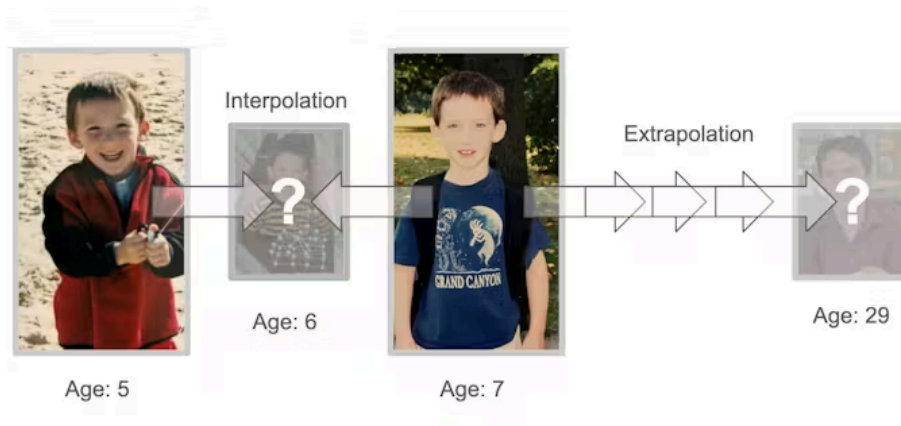 Interpolation
Extrapolation
?
?
GRAND CANYON
Age: 6
Age: 29
Age: 5
Age: 7